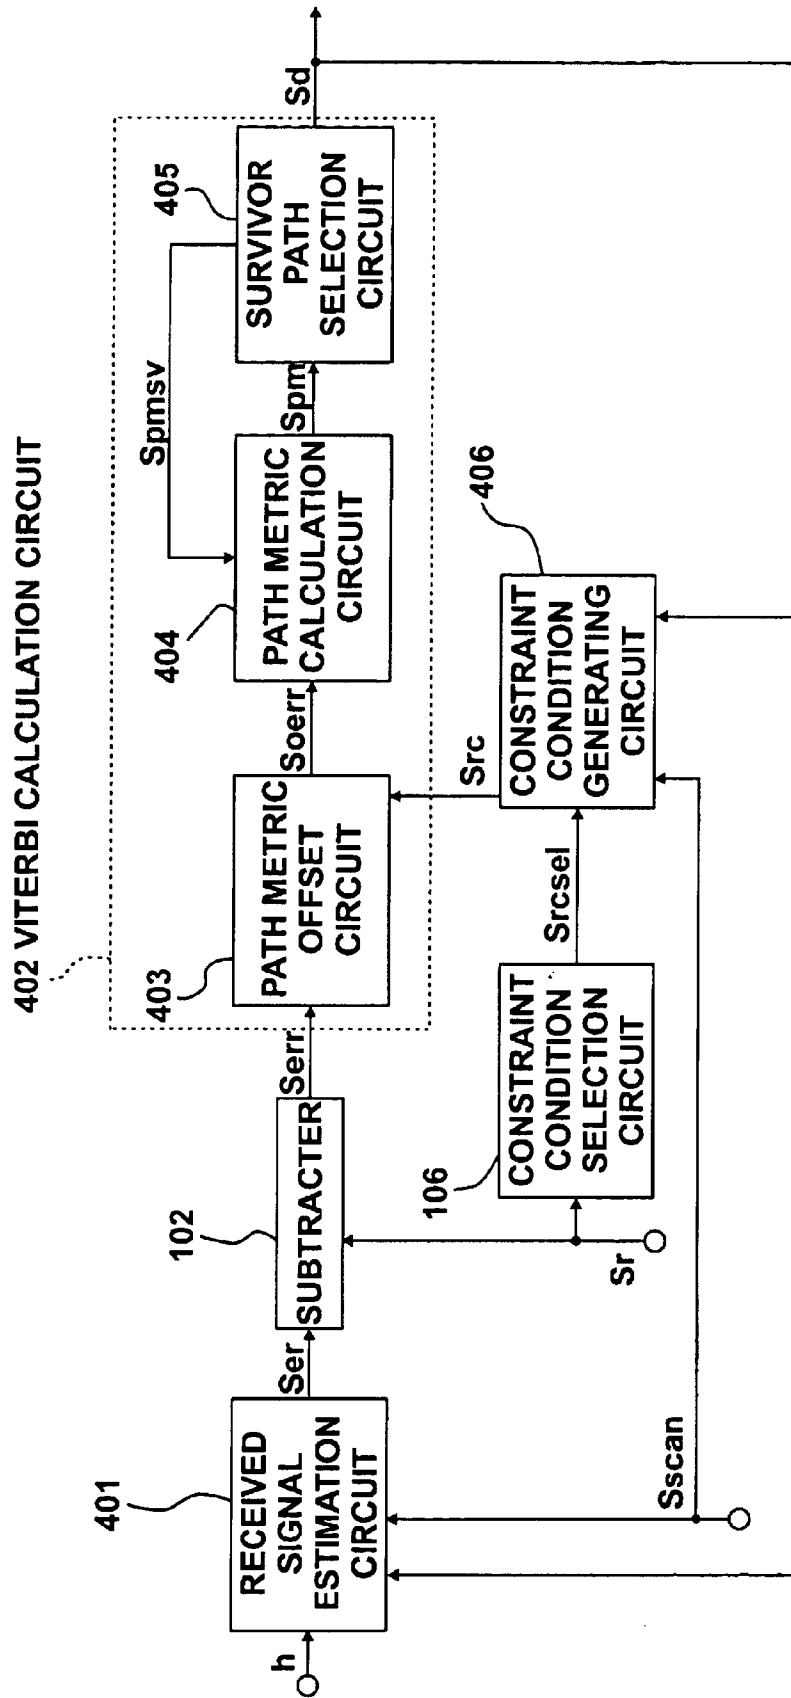 402 VITERBI CALCULATION CIRCUIT
Spmsv
405
SURVIVOR
PATH
SELECTION
CIRCUIT
Sd
404
PATH METRIC
CALCULATION
CIRCUIT
Spm
403
PATH METRIC
OFFSET
CIRCUIT
Soerr
102
SUBTRACTER
Serr
401
RECEIVED
SIGNAL
ESTIMATION
CIRCUIT
Ser
h
406
CONSTRAINT
CONDITION
GENERATING
CIRCUIT
Src
106
CONSTRAINT
CONDITION
SELECTION
CIRCUIT
Srcsel
Sr
Sscan